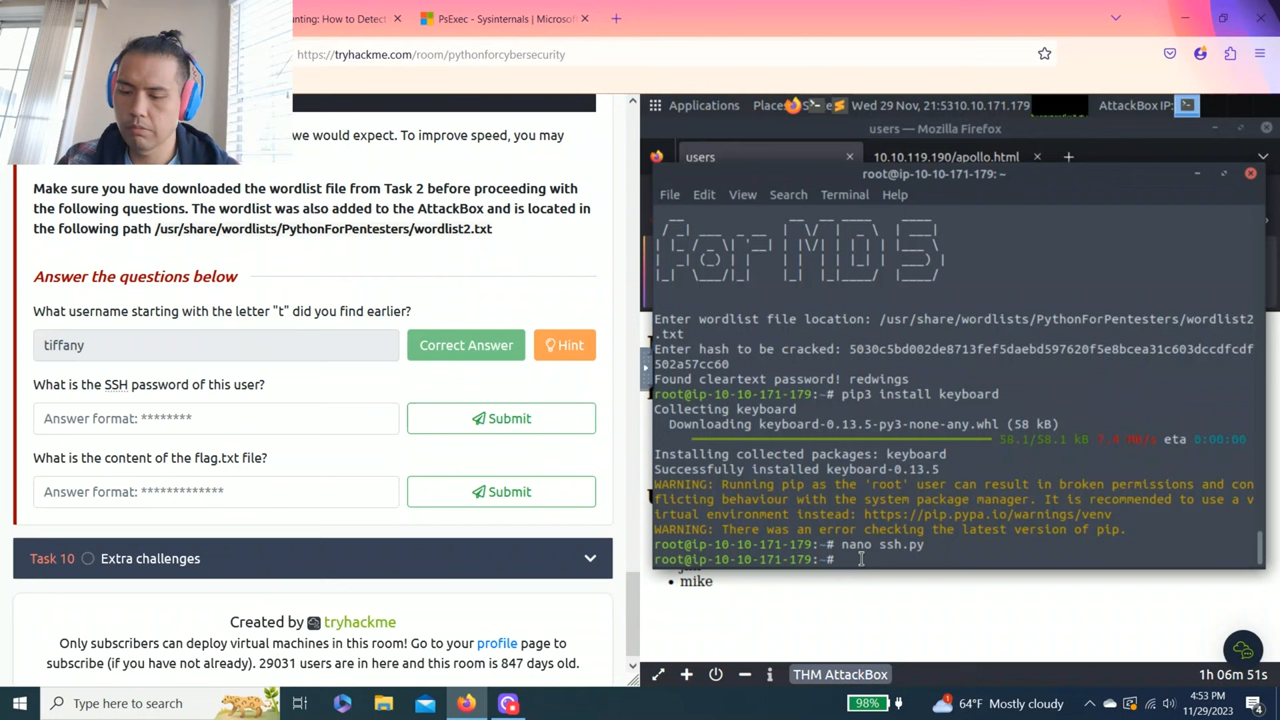 unting: How to Detect
PsExec - Sysinternals | Microsof
https://tryhackme.com/room/pythonforcybersecurity
we would expect. To improve speed, you may
Make sure you have downloaded the wordlist file from Task 2 before proceeding with
the following questions. The wordlist was also added to the AttackBox and is located in
the following path /usr/share/wordlists/PythonForPentesters/wordlist2.txt
Answer the questions below
What username starting with the letter "t" did you find earlier?
tiffany
Correct Answer
Hint
What is the SSH password of this user?
Answer format: ********
Submit
What is the content of the flag.txt file?
Answer format: *************
Submit
Task 10 Extra challenges
Created by tryhackme
Only subscribers can deploy virtual machines in this room! Go to your profile page to
subscribe (if you have not already). 29031 users are in here and this room is 847 days old.
Applications Place Wed 29 Nov, 21:53 10.10.171.179 AttackBox IP:
users — Mozilla Firefox
users
10.10.119.190/apollo.html
root@ip-10-10-171-179: ~
File Edit View Search Terminal Help
for MD5
Enter wordlist file location: /usr/share/wordlists/PythonForPentesters/wordlist2
.txt
Enter hash to be cracked: 5030c5bd002de8713fef5daebd597620f5e8bcea31c603dccdfcdf
502a57cc60
Found cleartext password! redwings
root@ip-10-10-171-179:~# pip3 install keyboard
Collecting keyboard
Downloading keyboard-0.13.5-py3-none-any.whl (58 kB)
58.1/58.1 kB MB/s eta 0:00:00
Installing collected packages: keyboard
Successfully installed keyboard-0.13.5
WARNING: Running pip as the 'root' user can result in broken permissions and con
flicting behaviour with the system package manager. It is recommended to use a v
irtual environment instead: https://pip.pypa.io/warnings/venv
WARNING: There was an error checking the latest version of pip.
root@ip-10-10-171-179:~# nano ssh.py
root@ip-10-10-171-179:~#
mike
THM AttackBox
1h 06m 51s
Type here to search
98%
64°F Mostly cloudy
4:53 PM
11/29/2023
4